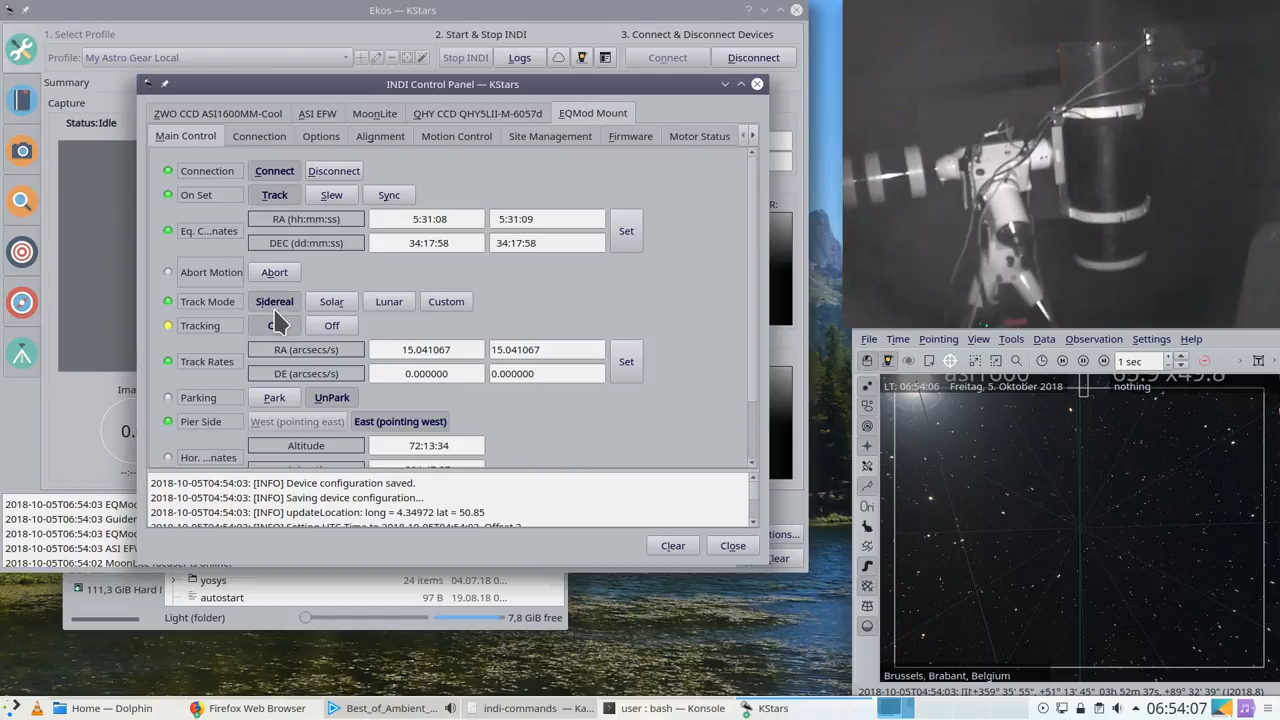 Ekos — KStars
1. Select Profile
2. Start & Stop INDI
3. Connect & Disconnect Devices
Profile:
My Astro Gear Local
Stop INDI
Logs
Connect
Disconnect
Summary
Capture
Status:Idle
INDI Control Panel — KStars
ZWO CCD ASI1600MM-Cool
ASI EFW
MoonLite
QHY CCD QHY5LII-M-6057d
EQMod Mount
Main Control
Connection
Options
Alignment
Motion Control
Site Management
Firmware
Motor Status
Connection
Connect
Disconnect
On Set
Track
Slew
Sync
Eq. C...nates
RA (hh:mm:ss)
5:31:08
5:31:09
Set
DEC (dd:mm:ss)
34:17:58
34:17:58
Abort Motion
Abort
Track Mode
Sidereal
Solar
Lunar
Custom
Tracking
Off
Track Rates
RA (arcsecs/s)
15.041067
15.041067
Set
DE (arcsecs/s)
0.000000
0.000000
Parking
Park
UnPark
Pier Side
West (pointing east)
East (pointing west)
Hor. ...nates
Altitude
72:13:34
2018-10-05T04:54:03: [INFO] Device configuration saved.
2018-10-05T04:54:03: [INFO] Saving device configuration...
2018-10-05T04:54:03: [INFO] updateLocation: long = 4.34972 lat = 50.85
Clear
Close
2018-10-05T06:54:03 EQMod
2018-10-05T06:54:03 Guider
2018-10-05T06:54:03 EQMod
2018-10-05T06:54:03 ASI EFW
yosys
24 items
04.07.18
autostart
97 B
19.08.18
111,3 GiB Hard
Light (folder)
7,8 GiB free
File
Time
Pointing
View
Tools
Data
Observation
Settings
Help
1 sec
LT: 06:54:06 Freitag, 5. Oktober 2018
nothing
Ori
Brussels, Brabant, Belgium
Home — Dolphin
Firefox Web Browser
Best_of_Ambient_...
indi-control — Ka...
user : bash — Konsole
KStars
06:54:07